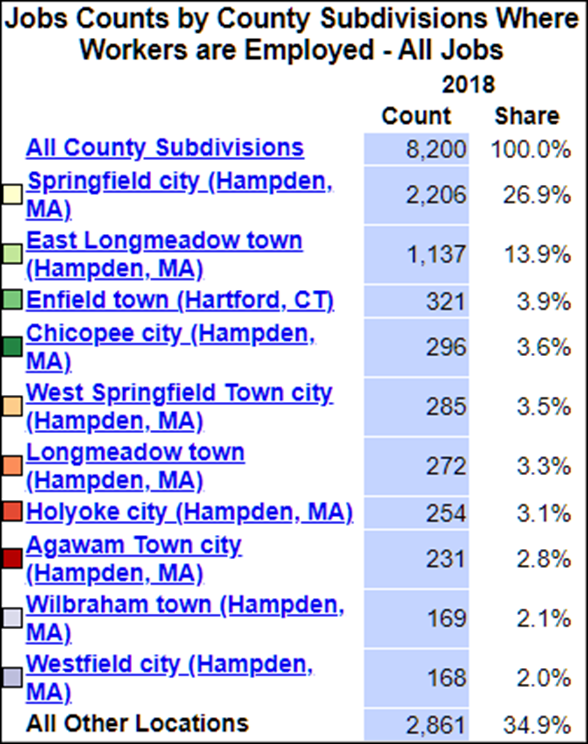 Jobs Counts by County Subdivisions Where
Workers are Employed - All Jobs
2018
Count Share
All County Subdivisions 8,200 100.0%
Springfield city (Hampden,
MA) 2,206 26.9%
East Longmeadow town
(Hampden, MA) 1,137 13.9%
Enfield town (Hartford, CT) 321 3.9%
Chicopee city (Hampden,
MA) 296 3.6%
West Springfield Town city
(Hampden, MA) 285 3.5%
Longmeadow town
(Hampden, MA) 272 3.3%
Holyoke city (Hampden, MA) 254 3.1%
Agawam Town city
(Hampden, MA) 231 2.8%
Wilbraham town (Hampden,
MA) 169 2.1%
Westfield city (Hampden,
MA) 168 2.0%
All Other Locations 2,861 34.9%